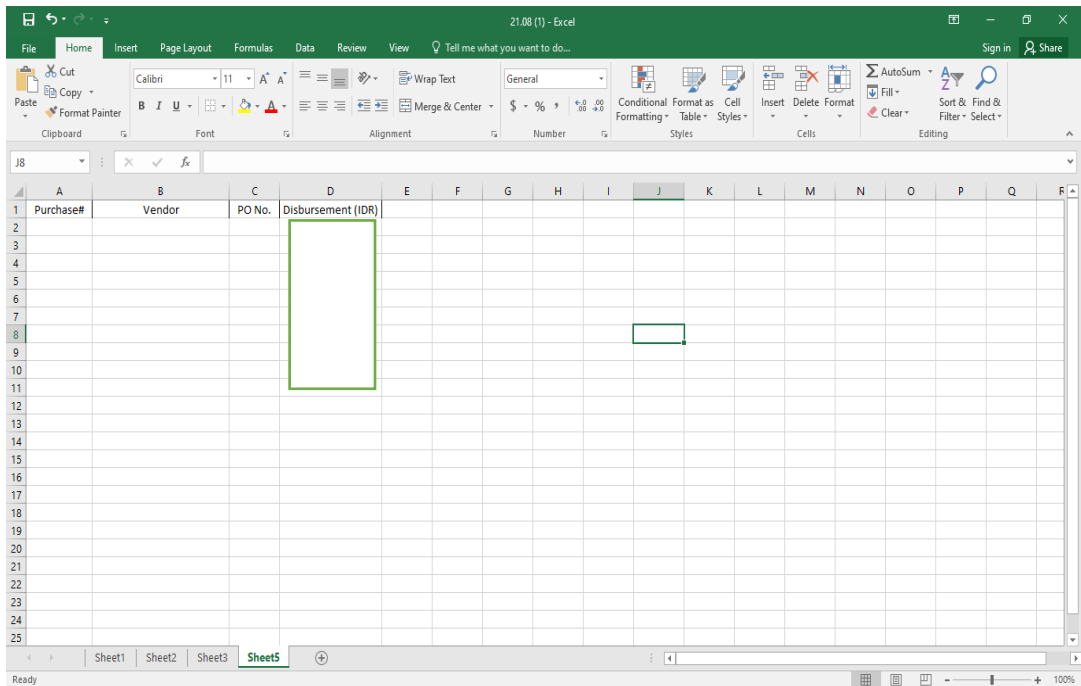 21.08 (1) - Excel
File Home Insert Page Layout Formulas Data Review View Tell me what you want to do... Sign in Share
Paste
Cut
Copy
Format Painter
Clipboard
Calibri 11 A A
B I U A
Font
Wrap Text
Merge & Center
Alignment
General
$ % , .0 .00 .00 .0
Number
Conditional Formatting
Format as Table
Cell Styles
Styles
Insert Delete Format
Cells
AutoSum
Fill
Clear
Sort & Filter
Find & Select
Editing
J8 fx
A B C D E F G H I J K L M N O P Q R
1 Purchase# Vendor PO No. Disbursement (IDR)
2
3
4
5
6
7
8
9
10
11
12
13
14
15
16
17
18
19
20
21
22
23
24
25
Sheet1 Sheet2 Sheet3 Sheet5
Ready 100%